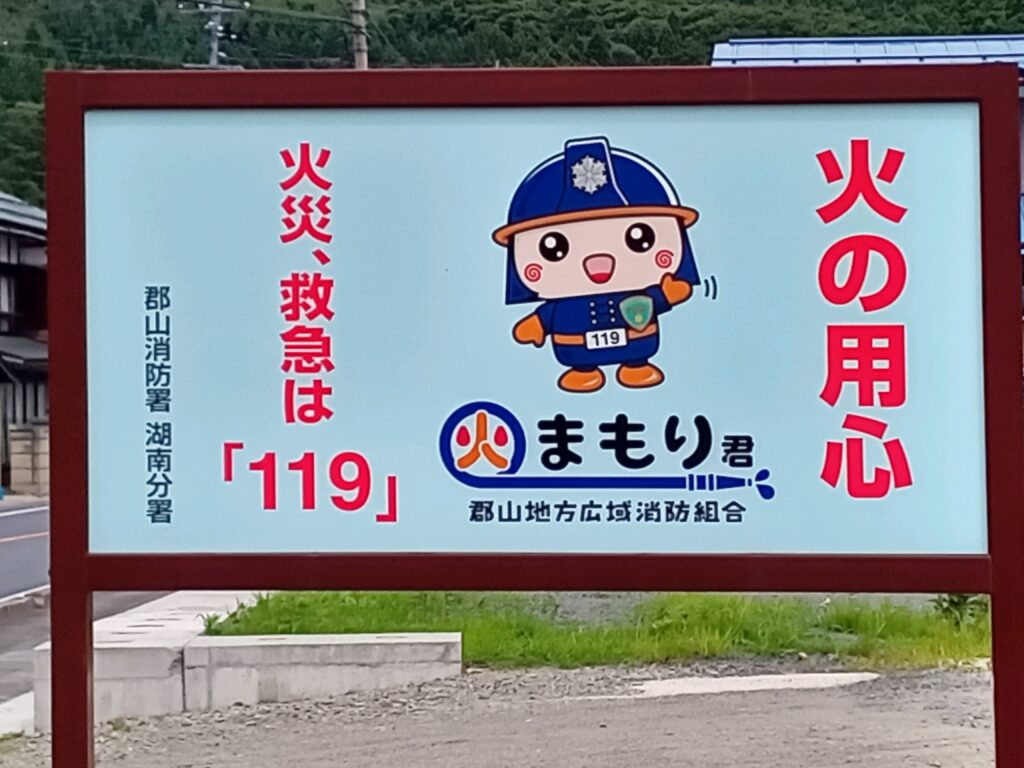 火の用心
119
火まもり君
郡山地方広域消防組合
火災、救急は
「119」
郡山消防署 湖南分署